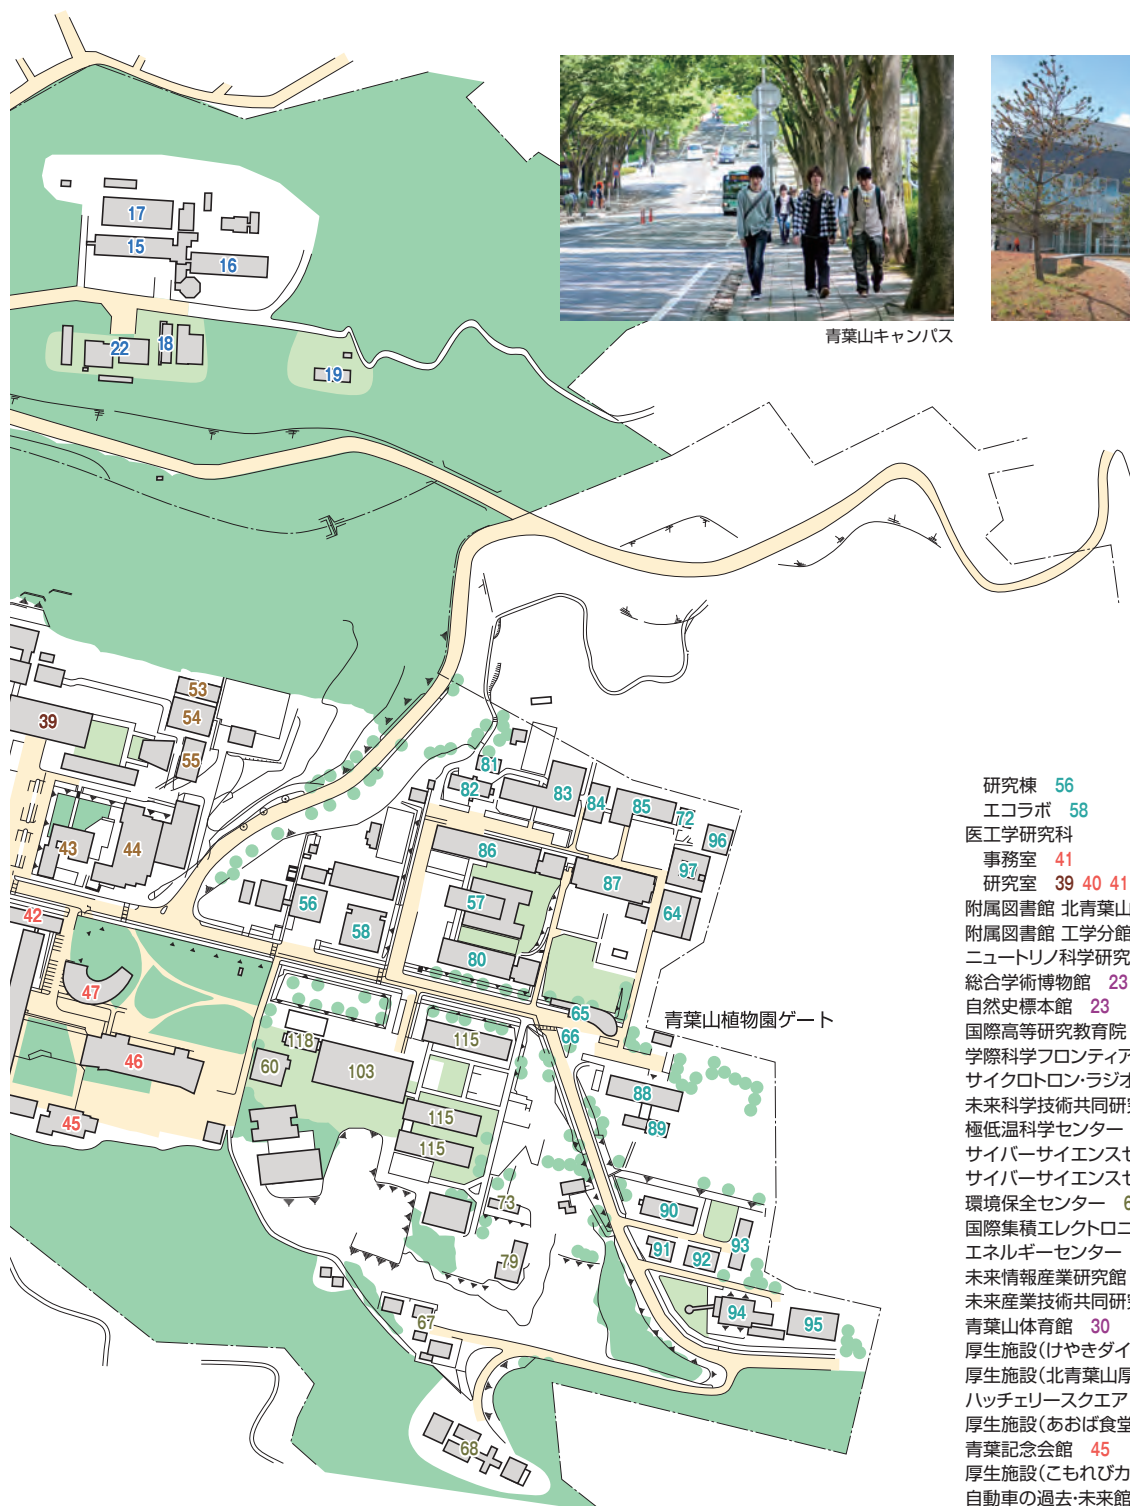 青葉山キャンパス
17
15
16
22
18
19
53
39
54
55
43
44
42
47
46
45
81
82
83
84
85
72
96
86
97
87
56
57
58
64
80
65
66
青葉山植物園ゲート
118
115
60
103
88
115
89
115
73
90
93
91
92
79
94
95
67
68
研究棟 56
エコラボ 58
医工学研究科
事務室 41
研究室 39 40 41
附属図書館 北青葉山
附属図書館 工学分館
ニュートリノ科学研究
総合学術博物館 23
自然史標本館 23
国際高等研究教育院
学際科学フロンティア
サイクロトロン・ラジオ
未来科学技術共同研究
極低温科学センター
サイバーサイエンスセ
サイバーサイエンスセ
環境保全センター 6
国際集積エレクトロニ
エネルギーセンター
未来情報産業研究館
未来産業技術共同研究
青葉山体育館 30
厚生施設(けやきダイ
厚生施設(北青葉山厚
ハッチェリースクエア
厚生施設(あおば食堂
青葉記念会館 45
厚生施設(こもれびカ
自動車の過去・未来館